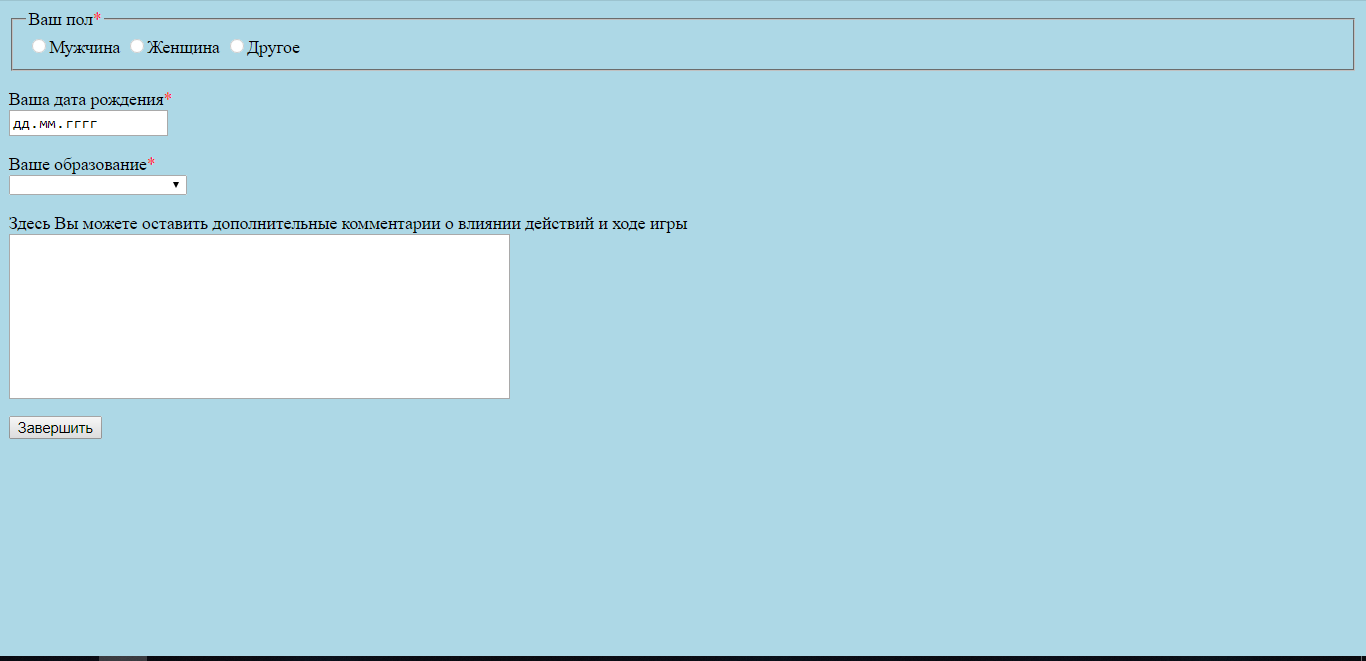 Ваш пол*
Мужчина Женщина Другое
Ваша дата рождения*
дд.мм.гггг
Ваше образование*
Здесь Вы можете оставить дополнительные комментарии о влиянии действий и ходе игры
Завершить